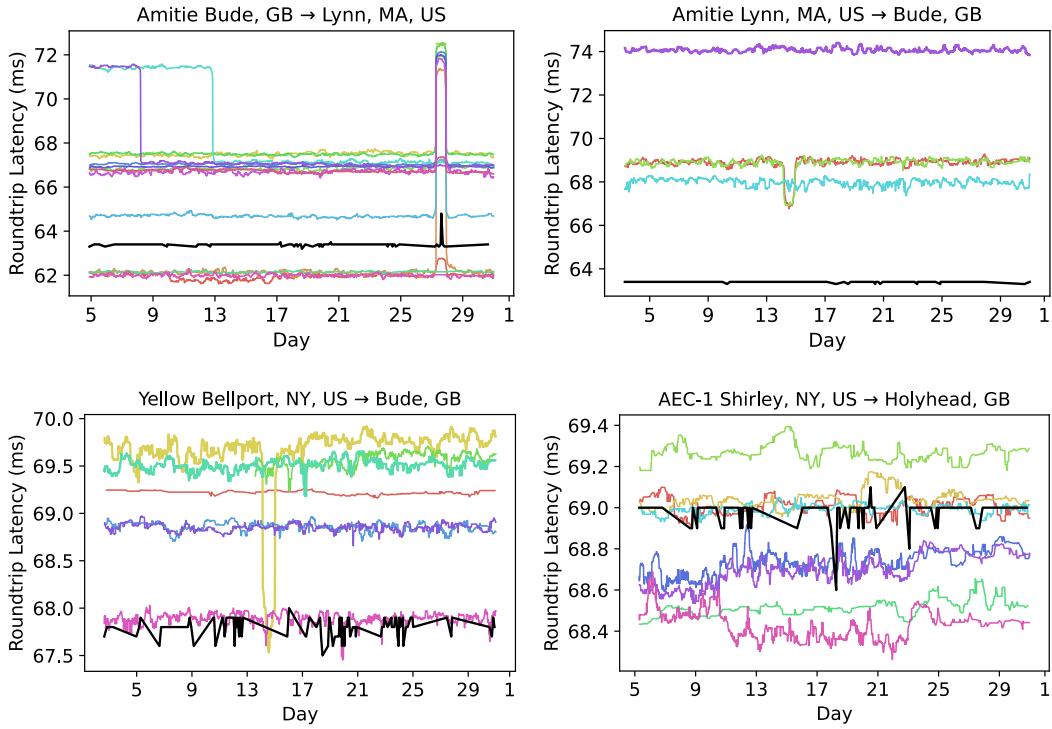 Amitie Bude, GB → Lynn, MA, US
Roundtrip Latency (ms)
72
70
68
66
64
62
5 9 13 17 21 25 29 1
Day
Amitie Lynn, MA, US → Bude, GB
Roundtrip Latency (ms)
74
72
70
68
66
64
5 9 13 17 21 25 29 1
Day
Yellow Bellport, NY, US → Bude, GB
Roundtrip Latency (ms)
70.0
69.5
69.0
68.5
68.0
67.5
5 9 13 17 21 25 29 1
Day
AEC-1 Shirley, NY, US → Holyhead, GB
Roundtrip Latency (ms)
69.4
69.2
69.0
68.8
68.6
68.4
5 9 13 17 21 25 29 1
Day